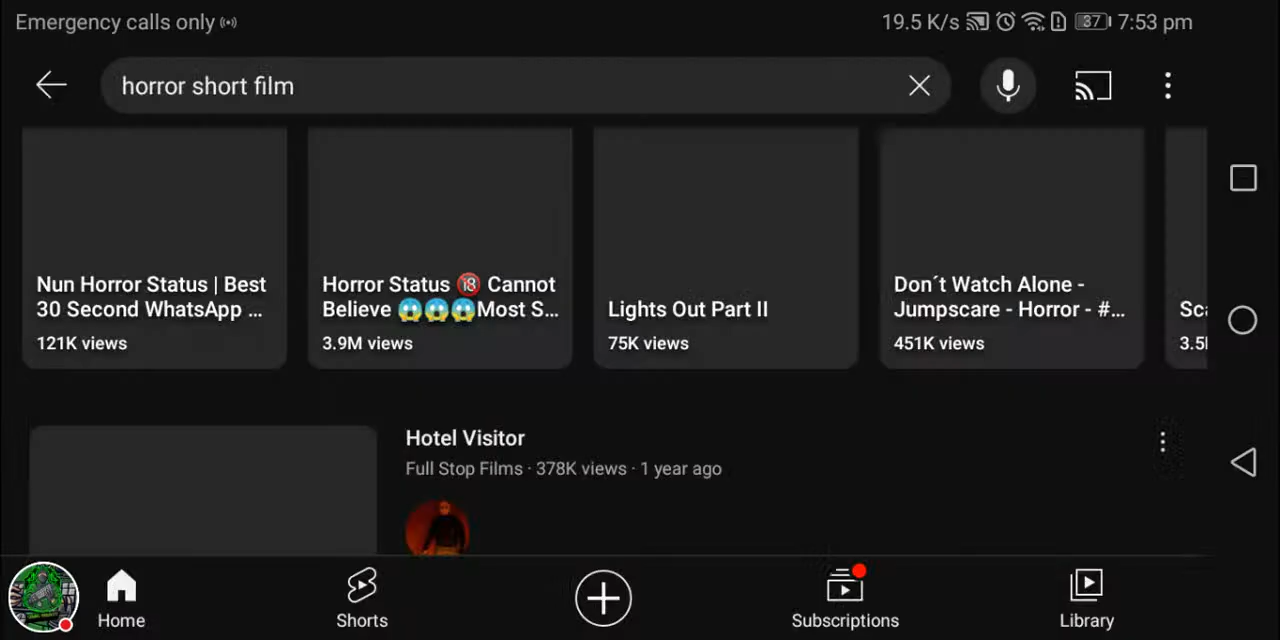 Emergency calls only
19.5 K/s 37 7:53 pm
horror short film
Nun Horror Status | Best
30 Second WhatsApp ...
121K views
Horror Status 🔞 Cannot
Believe 😱😱😱Most S...
3.9M views
Lights Out Part II
75K views
Don´t Watch Alone -
Jumpscare - Horror - #...
451K views
Hotel Visitor
Full Stop Films · 378K views · 1 year ago
Home
Shorts
Subscriptions
Library